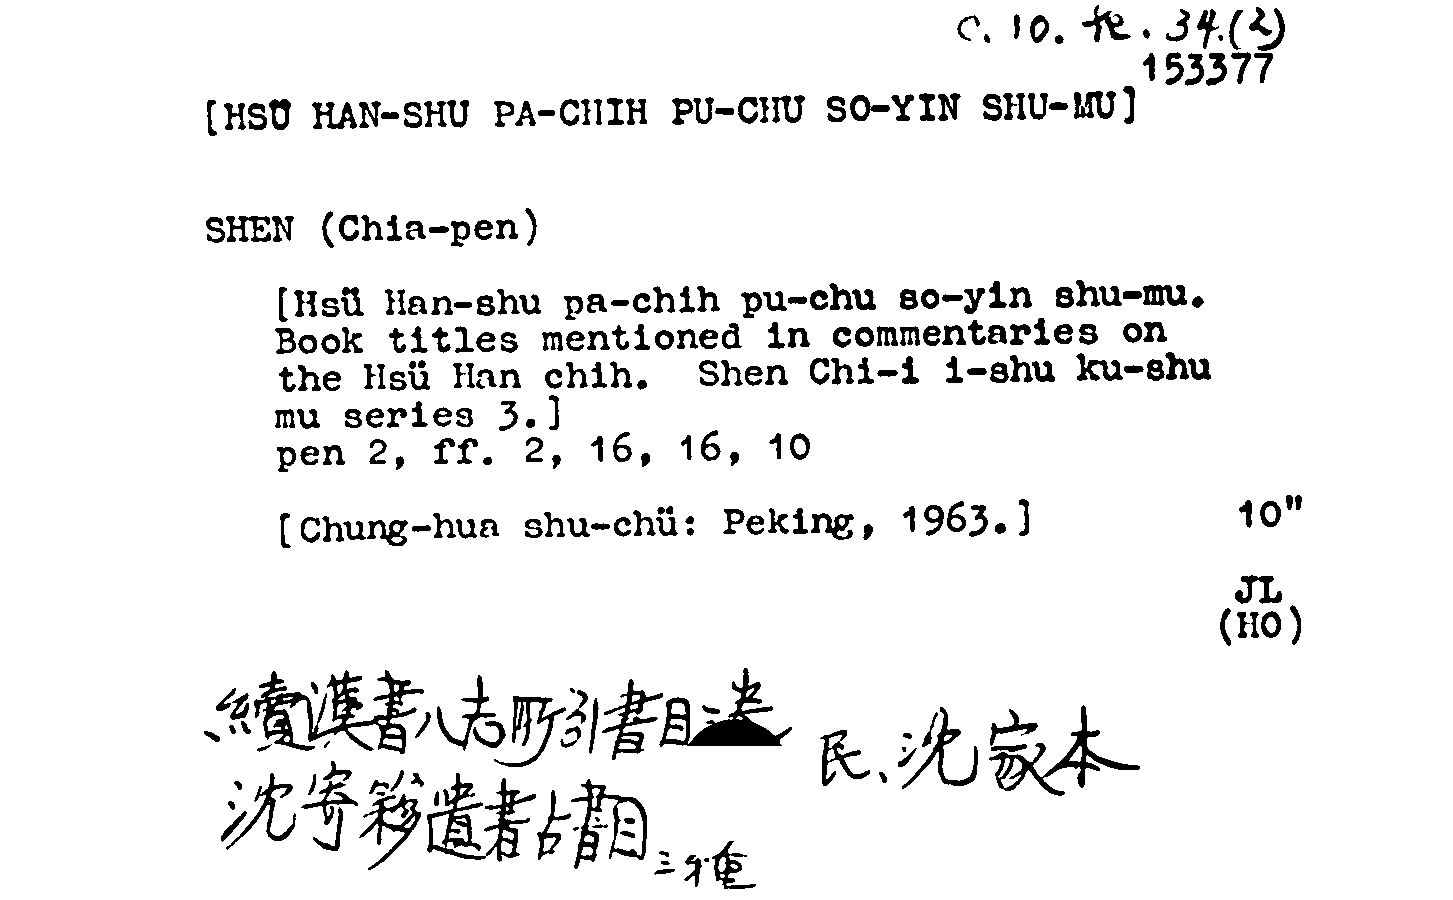 C. 10. 长. 34.(2)
153377
[HSÜ HAN-SHU PA-CHIH PU-CHU SO-YIN SHU-MU]
SHEN (Chia-pen)
[Hsü Han-shu pa-chih pu-chu so-yin shu-mu.
Book titles mentioned in commentaries on
the Hsü Han chih. Shen Chi-i i-shu ku-shu
mu series 3.]
pen 2, ff. 2, 16, 16, 10
[Chung-hua shu-chü: Peking, 1963.] 10"
JL
(HO)
續漢書八志所引書目二卷 民、沈家本
沈寄簃遺書古書目三種